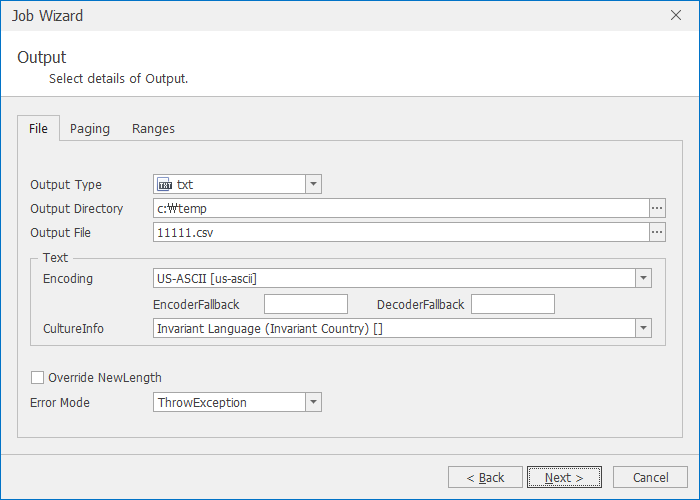 Job Wizard
Output
Select details of Output.
File Paging Ranges
Output Type TXT txt
Output Directory c:₩temp ...
Output File 11111.csv ...
Text
Encoding US-ASCII [us-ascii]
EncoderFallback DecoderFallback
CultureInfo Invariant Language (Invariant Country) []
Override NewLength
Error Mode ThrowException
< Back Next > Cancel